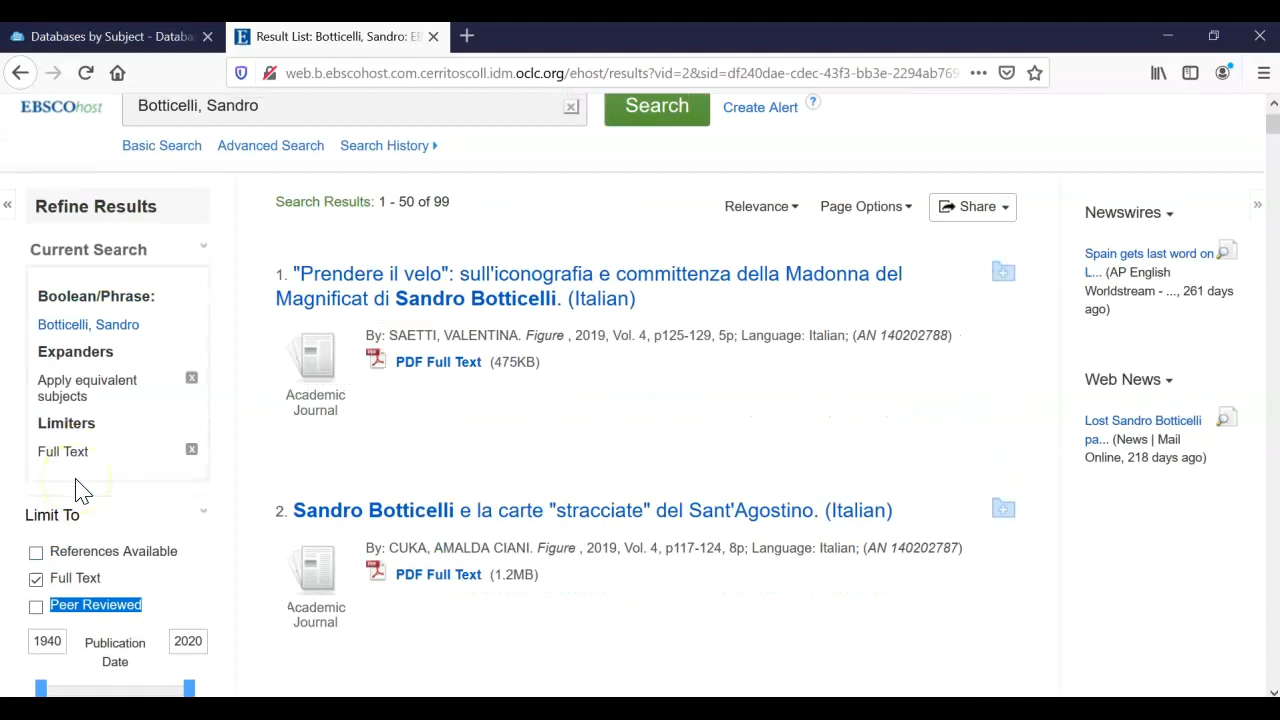 Databases by Subject - Databa
Result List: Botticelli, Sandro: E
web.b.ebscohost.com.cerritoscoll.idm.oclc.org/ehost/results?vid=2&sid=df240dae-cdec-43f3-bb3e-2294ab769
EBSCOhost
Botticelli, Sandro
Search
Create Alert
?
Basic Search
Advanced Search
Search History
Refine Results
Current Search
Boolean/Phrase:
Botticelli, Sandro
Expanders
Apply equivalent
subjects
Limiters
Full Text
Limit To
References Available
Full Text
Peer Reviewed
1940
Publication
Date
2020
Search Results: 1 - 50 of 99
Relevance
Page Options
Share
1. "Prendere il velo": sull'iconografia e committenza della Madonna del
Magnificat di Sandro Botticelli. (Italian)
By: SAETTI, VALENTINA. Figure , 2019, Vol. 4, p125-129, 5p; Language: Italian; (AN 140202788)
PDF Full Text (475KB)
Academic
Journal
2. Sandro Botticelli e la carte "stracciate" del Sant'Agostino. (Italian)
By: CUKA, AMALDA CIANI. Figure , 2019, Vol. 4, p117-124, 8p; Language: Italian; (AN 140202787)
PDF Full Text (1.2MB)
Academic
Journal
Newswires
Spain gets last word on
L... (AP English
Worldstream - ..., 261 days
ago)
Web News
Lost Sandro Botticelli
pa... (News | Mail
Online, 218 days ago)